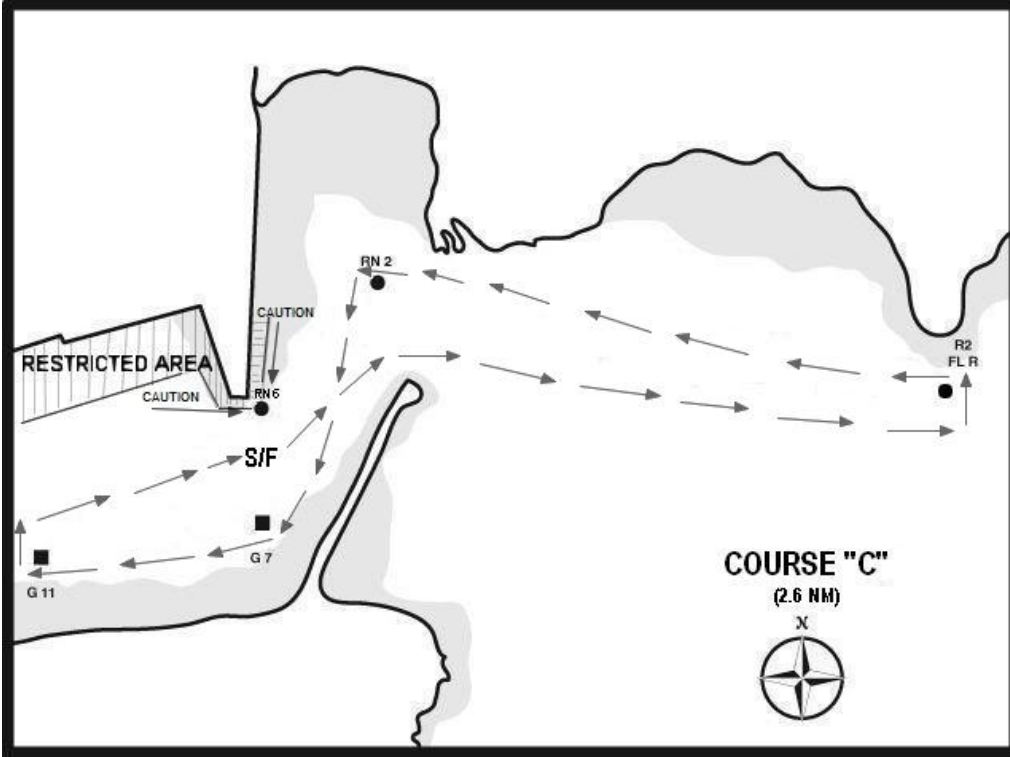 RN 2
CAUTION
R2
FL R
RESTRICTED AREA
RN6
CAUTION
S/F
G 7
G 11
COURSE "C"
(2.6 NM)
N